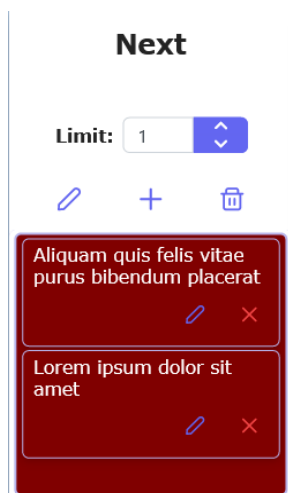 Next
Limit: 1
Aliquam quis felis vitae
purus bibendum placerat
Lorem ipsum dolor sit
amet